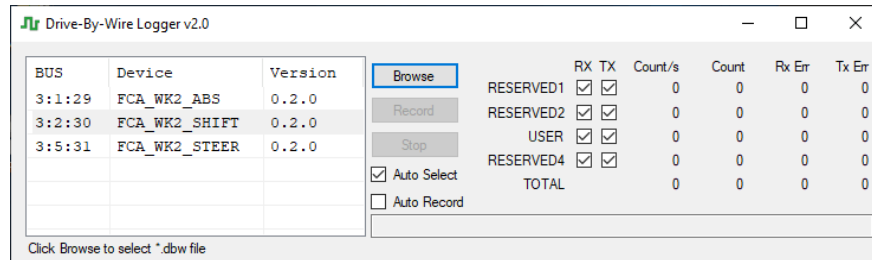 Drive-By-Wire Logger v2.0
BUS Device Version
3:1:29 FCA_WK2_ABS 0.2.0
3:2:30 FCA_WK2_SHIFT 0.2.0
3:5:31 FCA_WK2_STEER 0.2.0
Browse
Record
Stop
Auto Select
Auto Record
RX TX Count/s Count Rx Err Tx Err
RESERVED1 0 0 0 0
RESERVED2 0 0 0 0
USER 0 0 0 0
RESERVED4 0 0 0 0
TOTAL 0 0 0 0
Click Browse to select *.dbw file